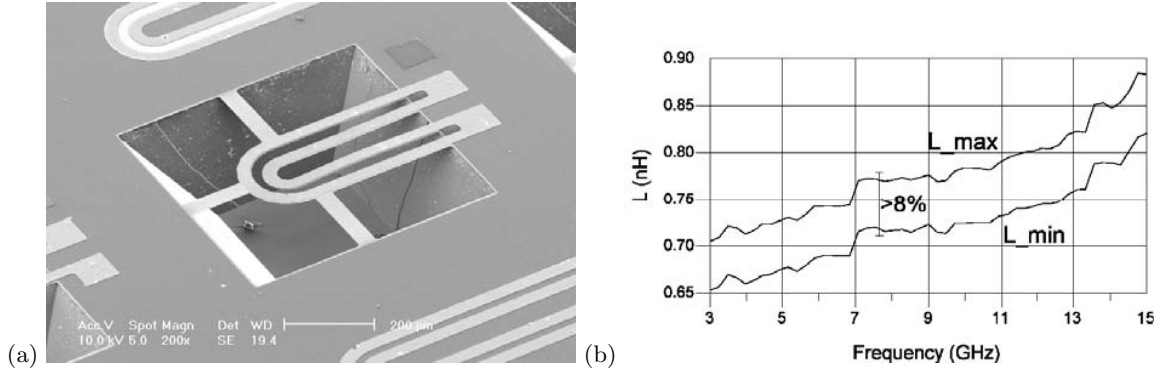 Acc.V Spot Magn Det WD 200 µm
10.0 kV 5.0 200x SE 19.4
(a)
0.90
0.85
0.80
0.75
0.70
0.65
L (nH)
L_max
>8%
L_min
3 5 7 9 11 13 15
Frequency (GHz)
(b)